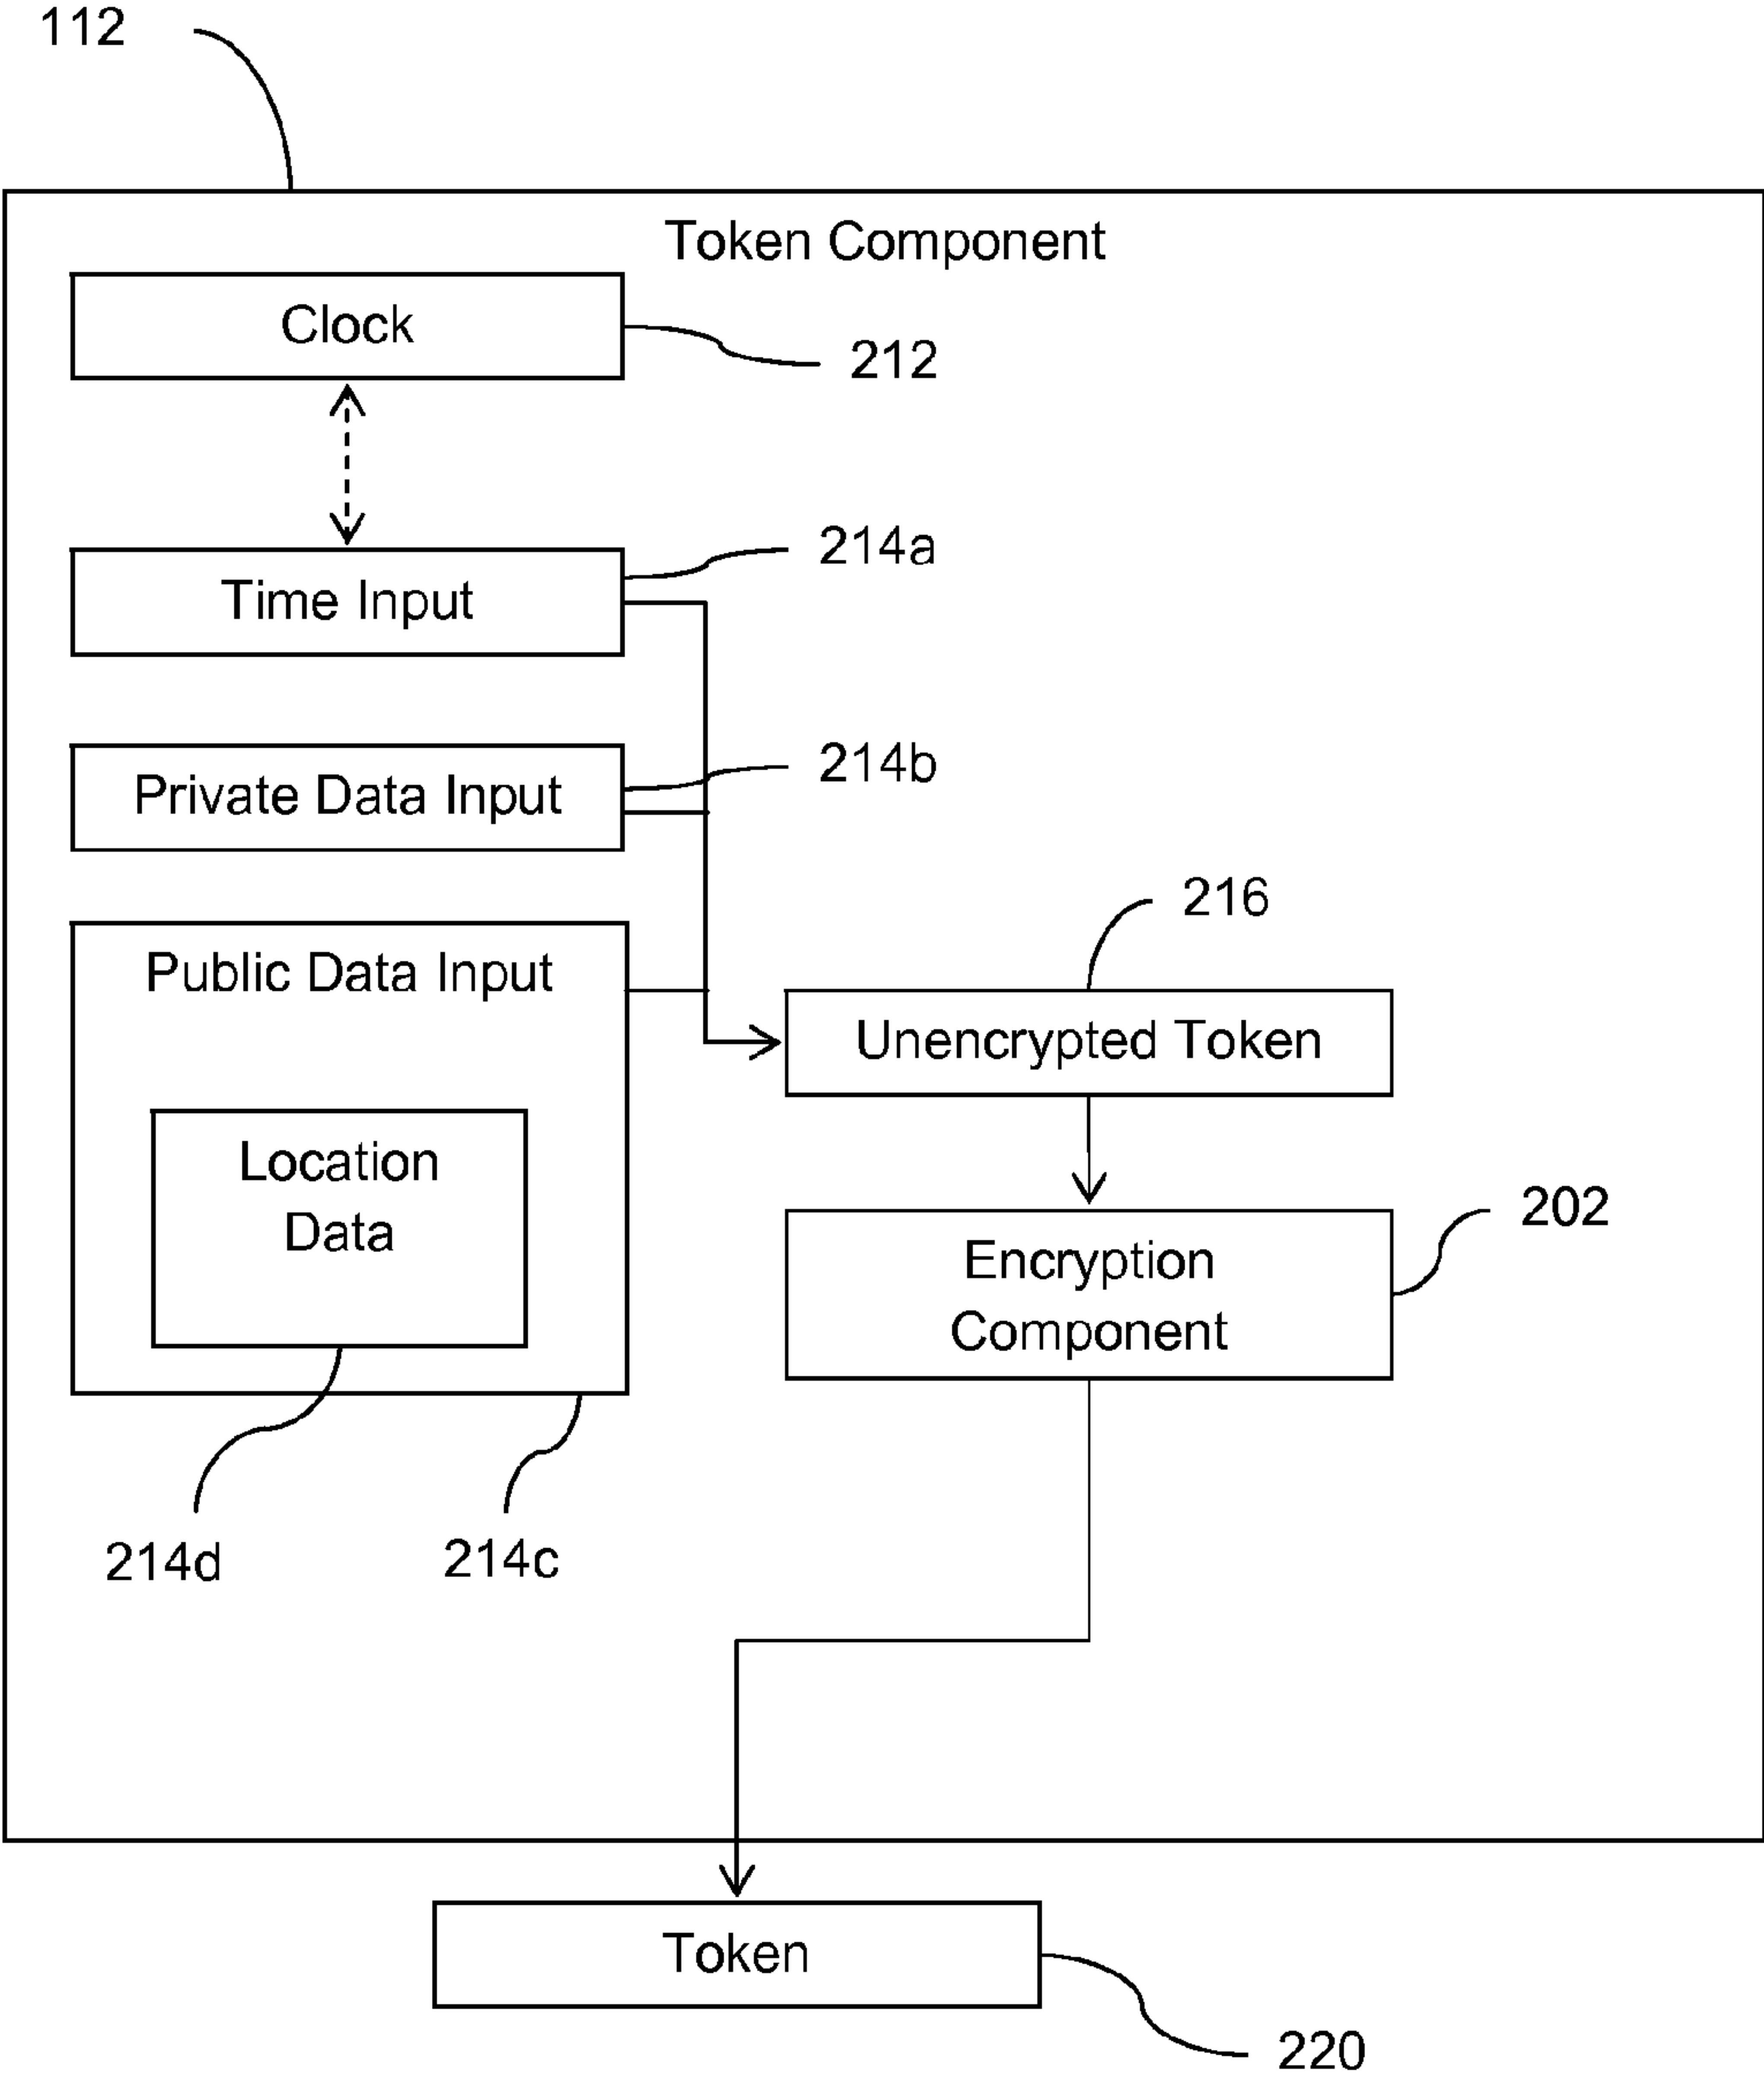 112
Token Component
Clock
212
214a
Time Input
214b
Private Data Input
216
Public Data Input
Unencrypted Token
Location
Data
202
Encryption
Component
214d
214c
Token
220